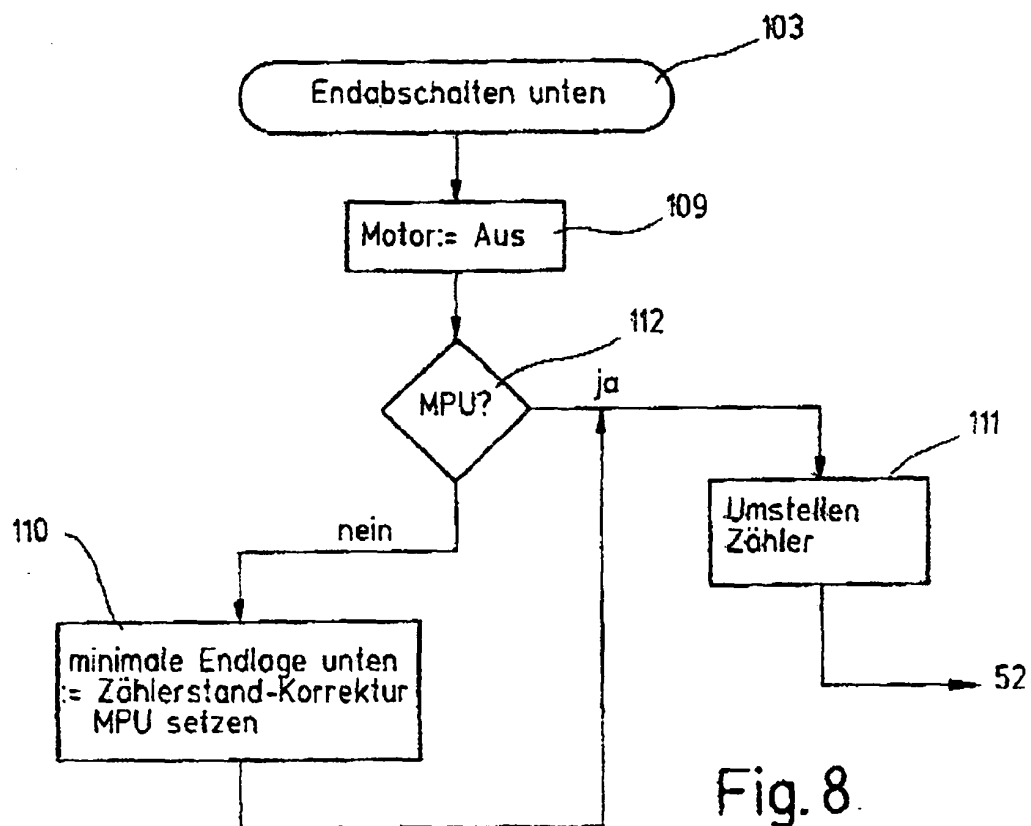 103
Endabschalten unten
109
Motor:= Aus
112
MPU?
ja
111
Umstellen
Zähler
110
nein
minimale Endlage unten
:= Zählerstand-Korrektur
MPU setzen
52
Fig. 8